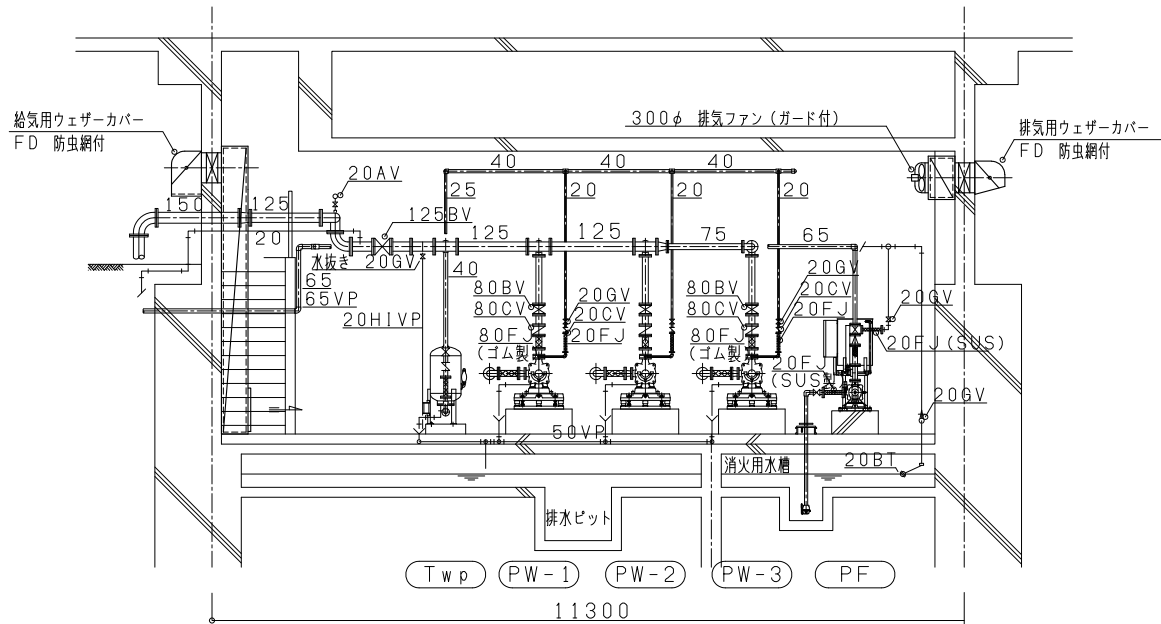 給気用ウェザーカバー
FD 防虫網付
300φ 排気ファン(ガード付)
排気用ウェザーカバー
FD 防虫網付
40
40
40
20AV
25
20
20
20
150
125
125BV
20
125
125
75
65
水抜き
20GV
40
65
65VP
20HIVP
80BV
80CV
80FJ
(ゴム製
20GV
20CV
20FJ
80BV
80CV
80FJ
(ゴム製
20GV
20CV
20FJ
20GV
20FJ(SUS)
20FJ
(SUS製
20GV
50VP
消火用水槽
20BT
排水ピット
Twp
PW-1
PW-2
PW-3
PF
11300